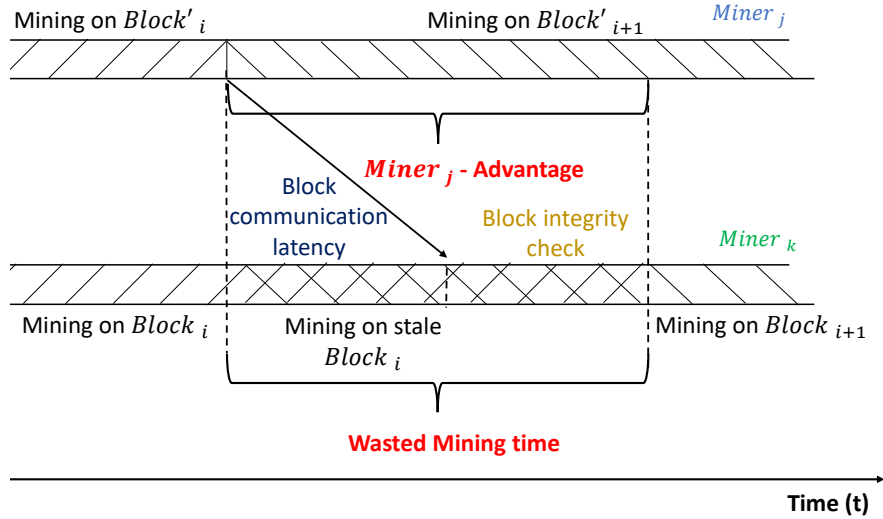 Mining on Block′ i
Mining on Block′ i+1
Miner j
Miner j - Advantage
Block
communication
latency
Block integrity
check
Miner k
Mining on Block i
Mining on stale
Block i
Mining on Block i+1
Wasted Mining time
Time (t)